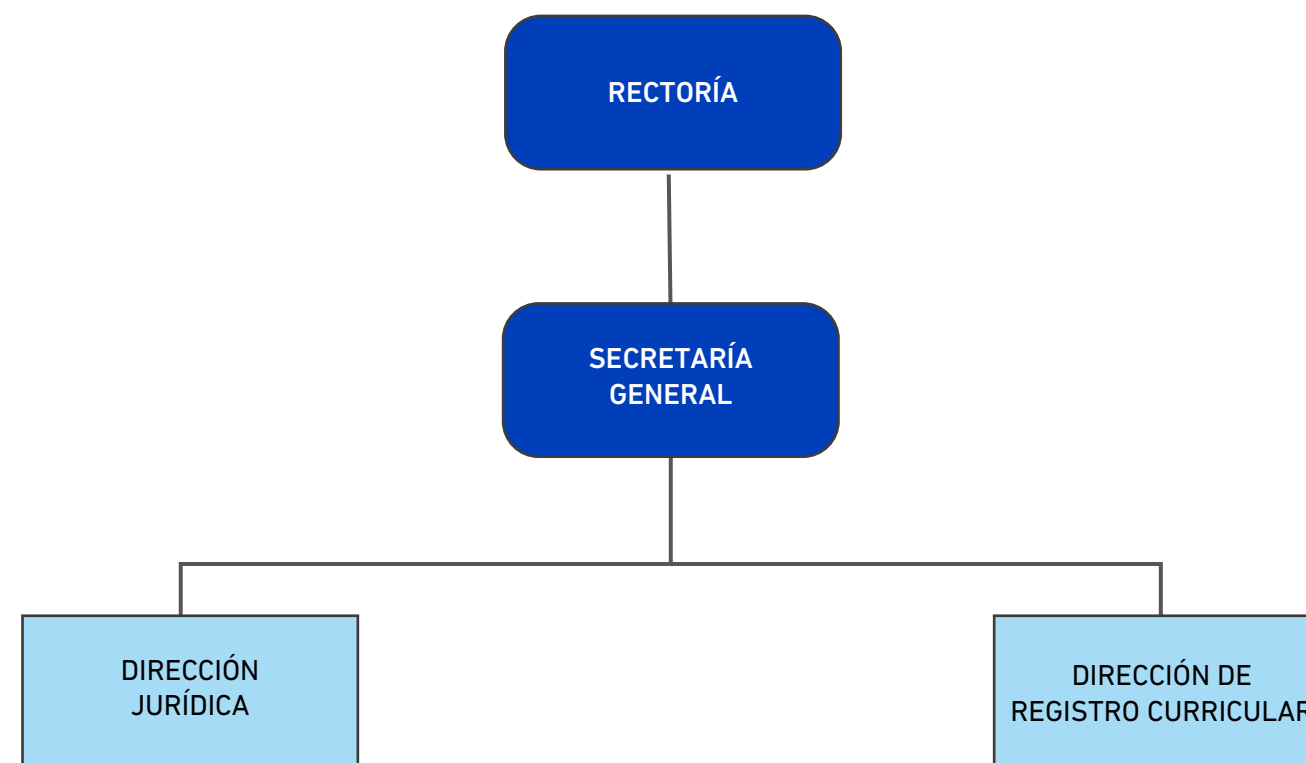 RECTORÍA
SECRETARÍA
GENERAL
DIRECCIÓN
JURÍDICA
DIRECCIÓN DE
REGISTRO CURRICULAR